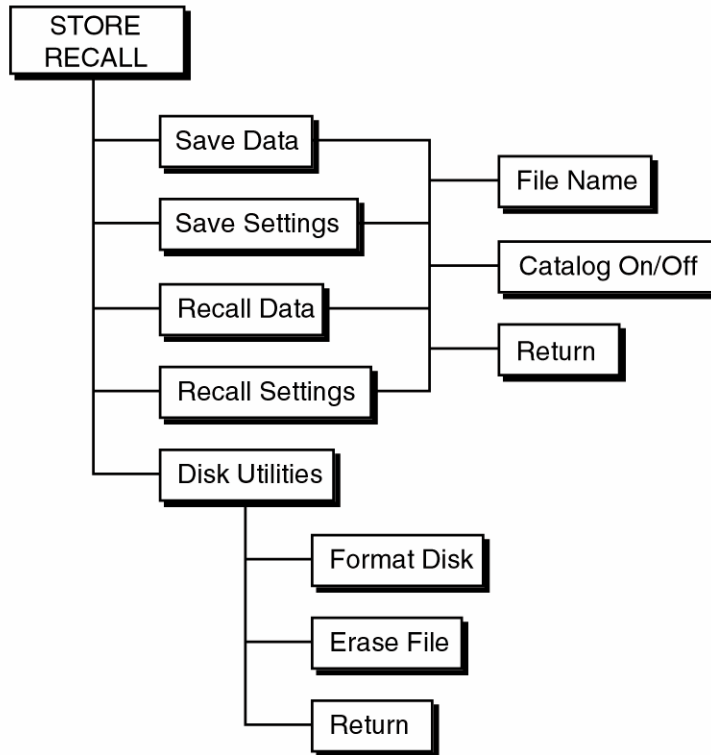 STORE
RECALL
Save Data
Save Settings
Recall Data
Recall Settings
Disk Utilities
File Name
Catalog On/Off
Return
Format Disk
Erase File
Return